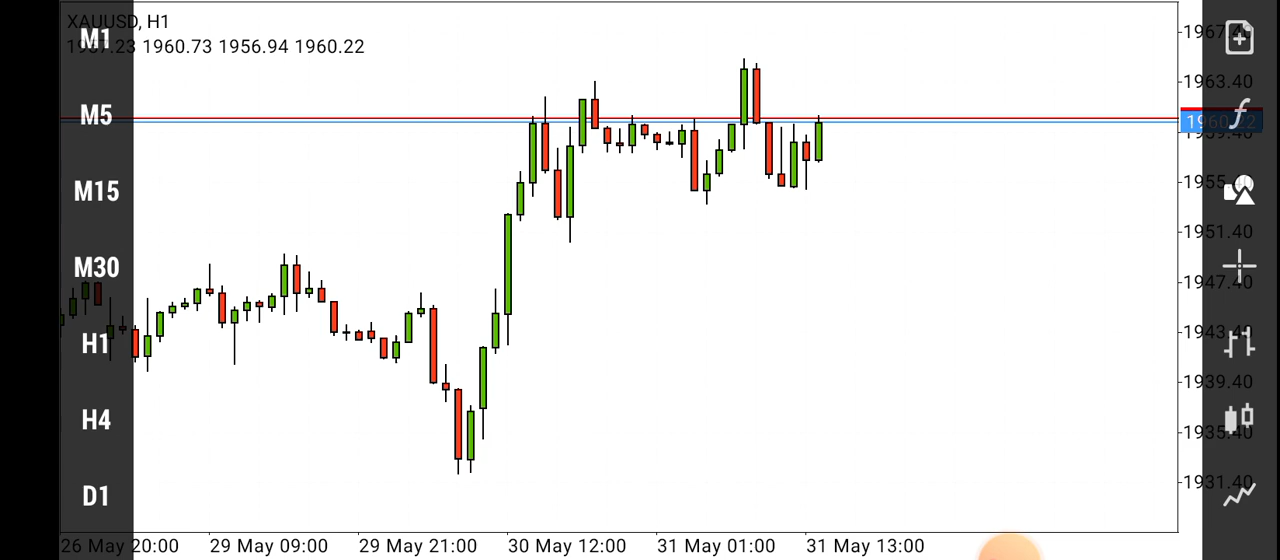 XAUUSD, H1
1960.73 1956.94 1960.22
M1
M5
M15
M30
H1
H4
D1
1963.40
1951.40
1947.40
1939.40
1935.40
1931.40
26 May 20:00
29 May 09:00
29 May 21:00
30 May 12:00
31 May 01:00
31 May 13:00